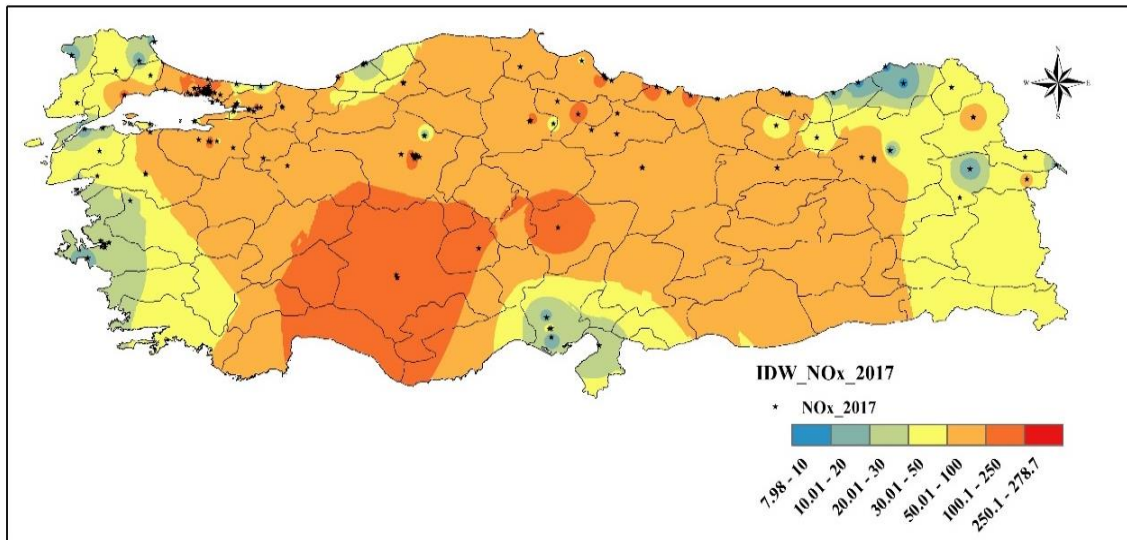 N
W E
S
IDW_NOx_2017
NOx_2017
7.98 - 10
10.01 - 20
20.01 - 30
30.01 - 50
50.01 - 100
100.1 - 250
250.1 - 278.7